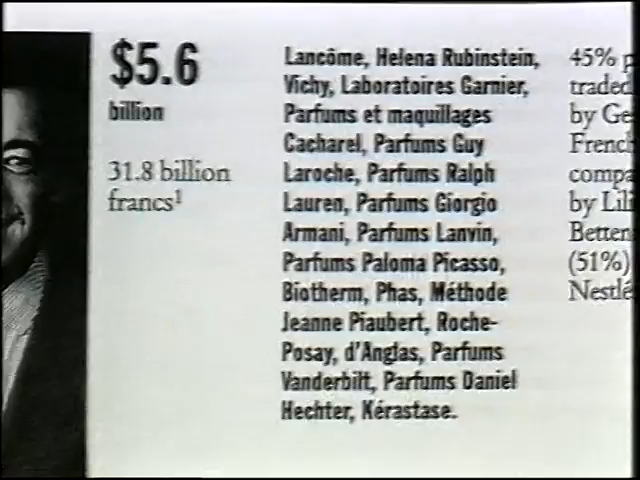 $5.6
billion
31.8 billion
francs¹
Lancôme, Helena Rubinstein,
Vichy, Laboratoires Garnier,
Parfums et maquillages
Cacharel, Parfums Guy
Laroche, Parfums Ralph
Lauren, Parfums Giorgio
Armani, Parfums Lanvin,
Parfums Paloma Picasso,
Biotherm, Phas, Méthode
Jeanne Piaubert, Roche-
Posay, d'Anglas, Parfums
Vanderbilt, Parfums Daniel
Hechter, Kérastase.
45%
traded
by
French
by
(51%)
Nestlé